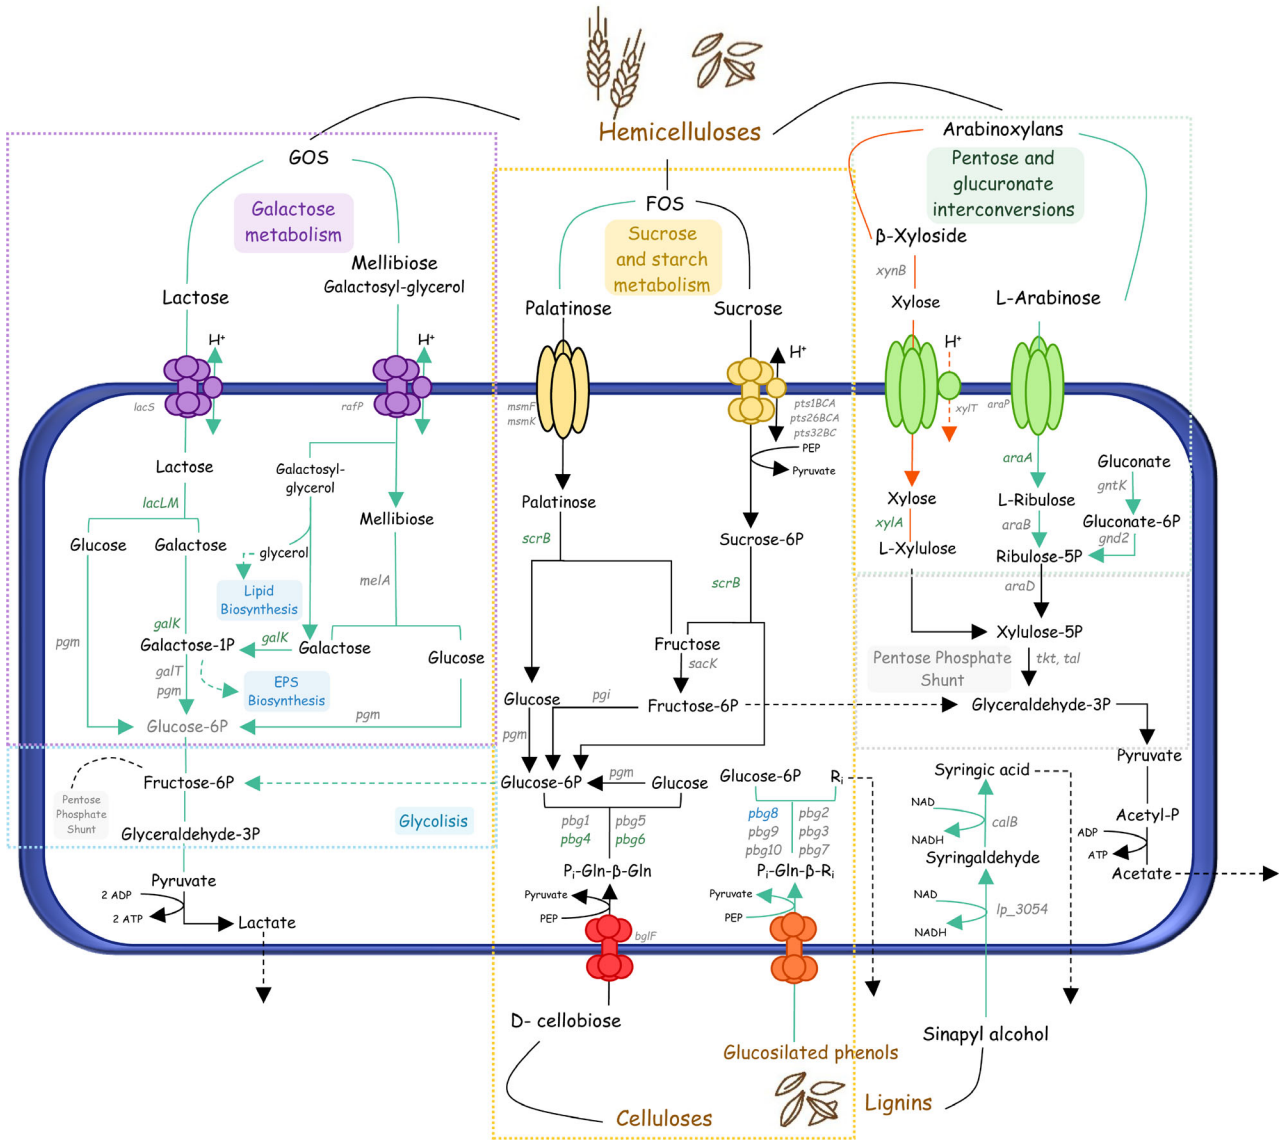 Hemicelluloses
GOS
Galactose
metabolism
Mellibiose
Galactosyl-glycerol
Lactose
H⁺
H⁺
lacS
rafP
Lactose
lacLM
Glucose
Galactose
Galactosyl-
glycerol
glycerol
Lipid
Biosynthesis
Mellibiose
melA
pgm
galK
Galactose-1P
galK
Galactose
Glucose
galT
pgm
EPS
Biosynthesis
pgm
Glucose-6P
Fructose-6P
Pentose
Phosphate
Shunt
Glycolisis
Glyceraldehyde-3P
Pyruvate
2 ADP
2 ATP
Lactate
FOS
Sucrose
and starch
metabolism
Palatinose
Sucrose
H⁺
msmF
msmK
pts1BCA
pts26BCA
pts32BC
PEP
Pyruvate
Palatinose
scrB
Sucrose-6P
scrB
Fructose
sacK
Glucose
pgi
Fructose-6P
pgm
Glucose-6P
pgm
Glucose
pbg1
pbg5
pbg4
pbg6
Pᵢ-Gln-β-Gln
Pyruvate
PEP
bglF
D- cellobiose
Celluloses
Glucose-6P
Rᵢ
pbg8
pbg2
pbg9
pbg3
pbg10
pbg7
Pᵢ-Gln-β-Rᵢ
Pyruvate
PEP
Glucosilated phenols
Lignins
Arabinoxylans
Pentose and
glucuronate
interconversions
β-Xyloside
xynB
Xylose
L-Arabinose
H⁺
xylT
araP
Xylose
xylA
L-Xylulose
araA
L-Ribulose
araB
Ribulose-5P
araD
Gluconate
gntK
Gluconate-6P
gnd2
Xylulose-5P
Pentose Phosphate
Shunt
tkt, tal
Glyceraldehyde-3P
Pyruvate
Acetyl-P
ADP
ATP
Acetate
Syringic acid
NAD
NADH
calB
Syringaldehyde
NAD
NADH
lp_3054
Sinapyl alcohol